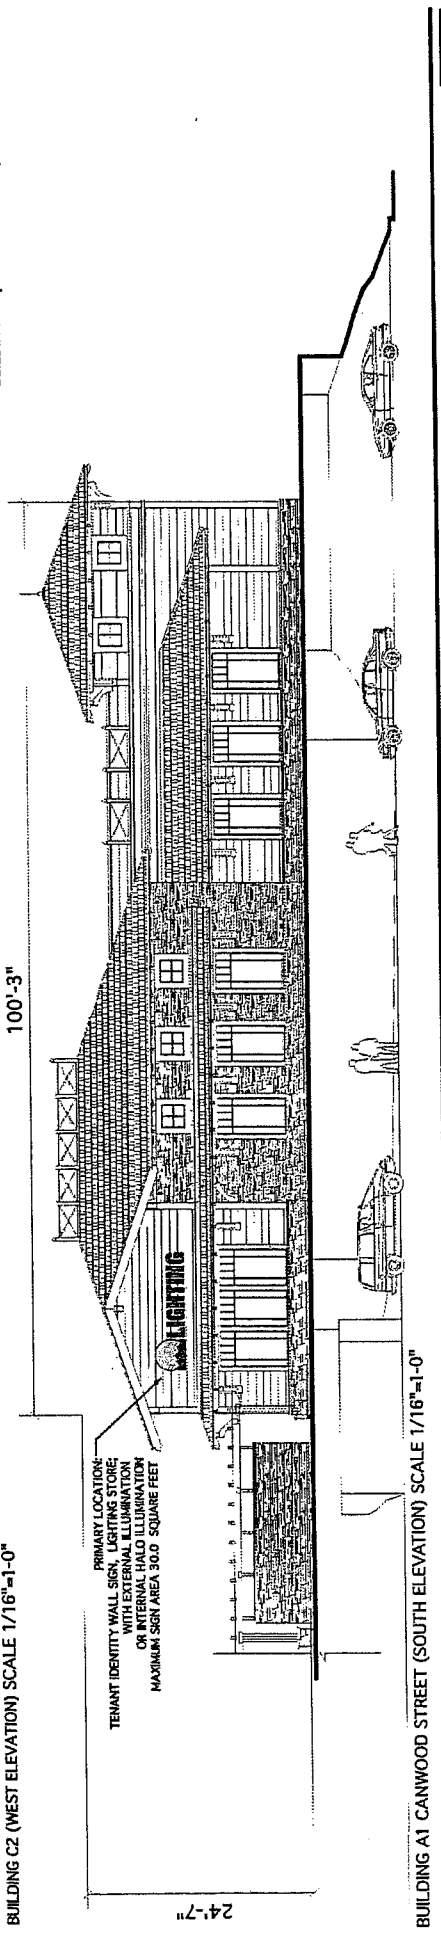 BUILDING C2 (WEST ELEVATION) SCALE 1/16"=1-0"
100'-3"
PRIMARY LOCATION:
TENANT IDENTITY WALL SIGN, LIGHTING STORE;
WITH EXTERNAL ILLUMINATION
OR INTERNAL HALO ILLUMINATION
MAXIMUM SIGN AREA 30.0 SQUARE FEET
LIGHTING
24'-7"
BUILDING A1 CANWOOD STREET (SOUTH ELEVATION) SCALE 1/16"=1-0"